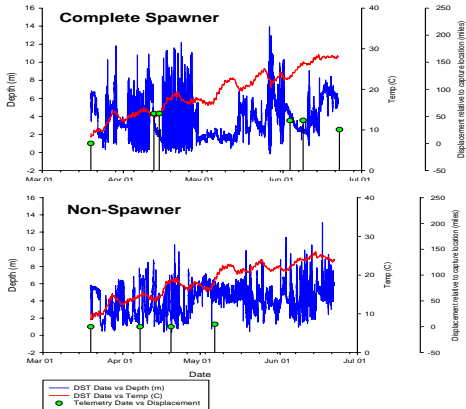 Complete Spawner
Depth (m)
16
14
12
10
8
6
4
2
0
-2
Mar 01
Apr 01
May 01
Jun 01
Jul 01
40
30
20
10
0
Temp (C)
250
200
150
100
50
0
-50
Displacement relative to capture location (miles)
Non-Spawner
Depth (m)
16
14
12
10
8
6
4
2
0
-2
Mar 01
Apr 01
May 01
Jun 01
Jul 01
Date
40
30
20
10
0
Temp (C)
250
200
150
100
50
0
-50
Displacement relative to capture location (miles)
DST Date vs Depth (m)
DST Date vs Temp (C)
Telemetry Date vs Displacement